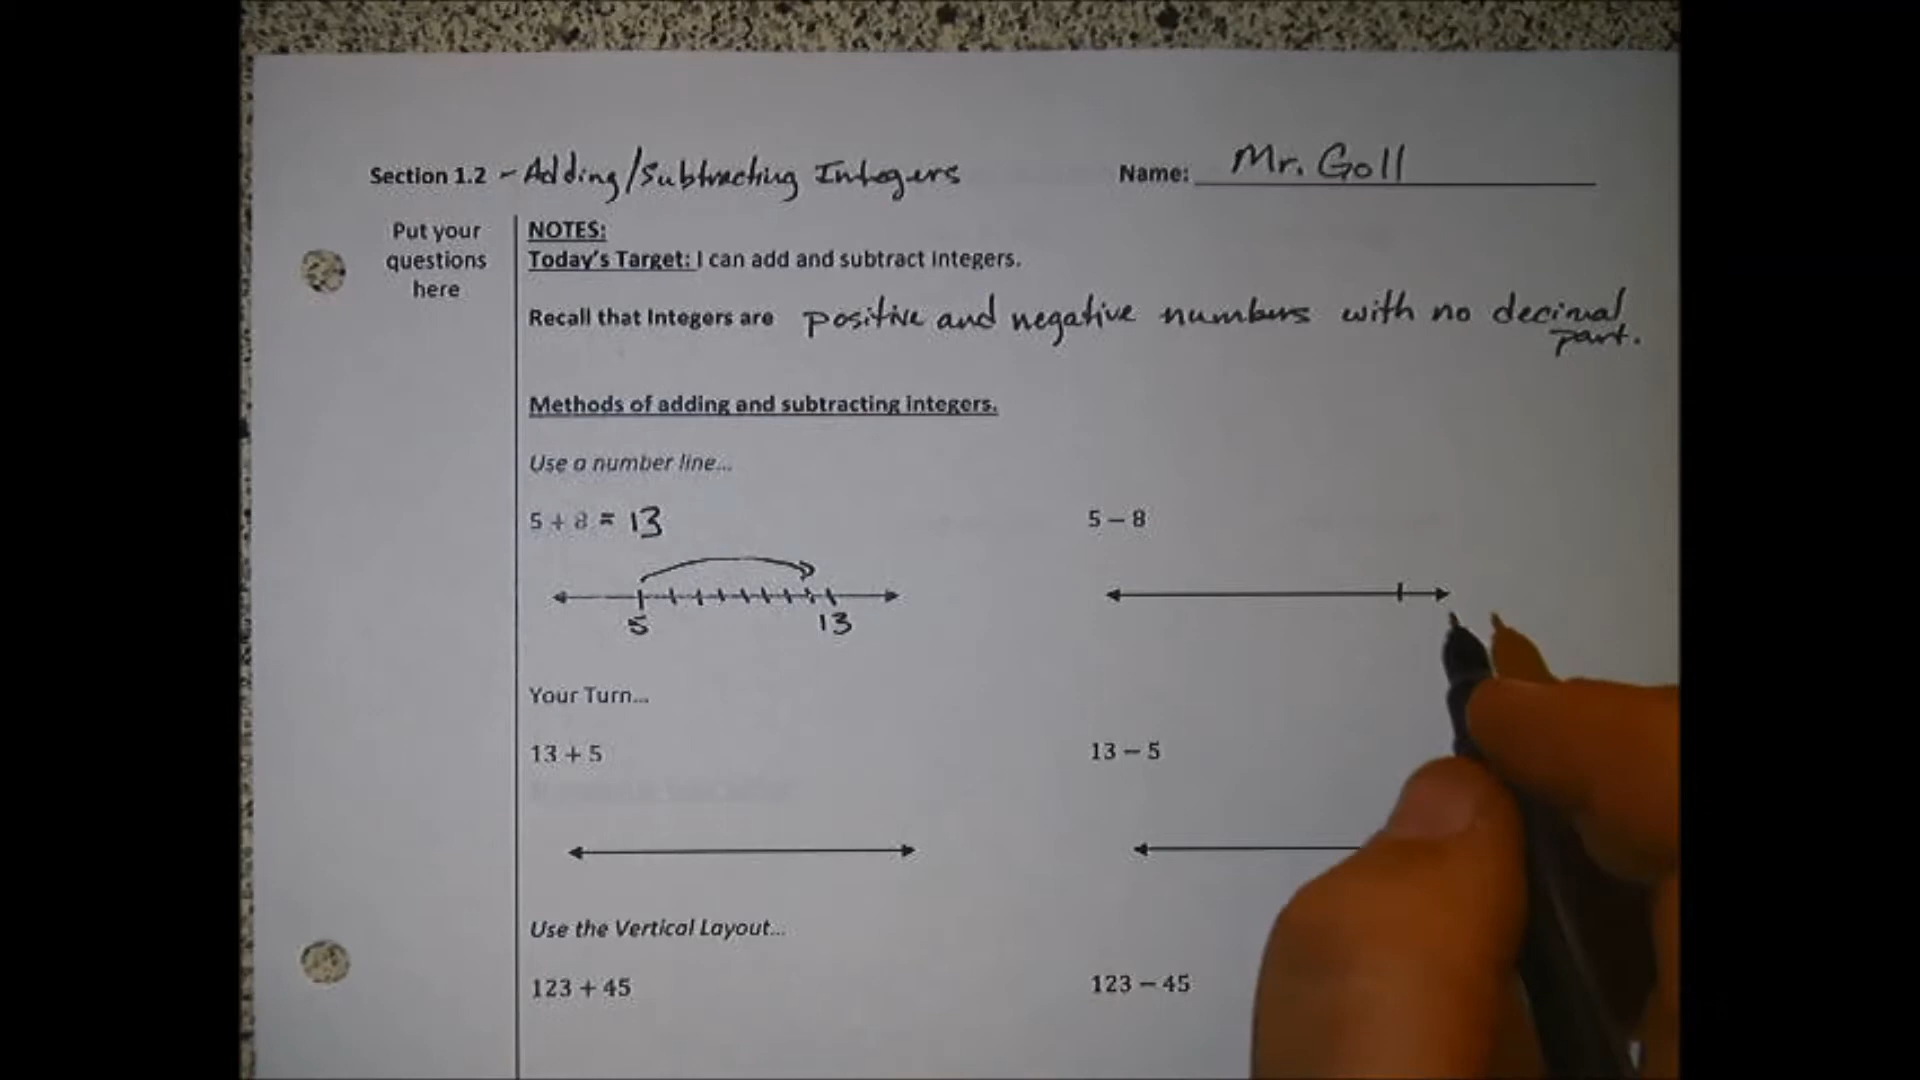 Section 1.2 - Adding/Subtracting Integers Name: Mr. Goll
Put your questions here
NOTES:
Today's Target: I can add and subtract integers.
Recall that integers are positive and negative numbers with no decimal
part.
Methods of adding and subtracting integers.
Use a number line...
5 + 8 = 13 5 – 8
5 13
Your Turn...
13 + 5 13 – 5
Use the Vertical Layout...
123 + 45 123 – 45